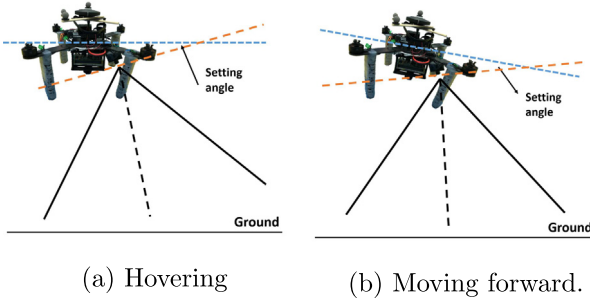 Setting
angle
Ground
(a) Hovering
Setting
angle
Ground
(b) Moving forward.